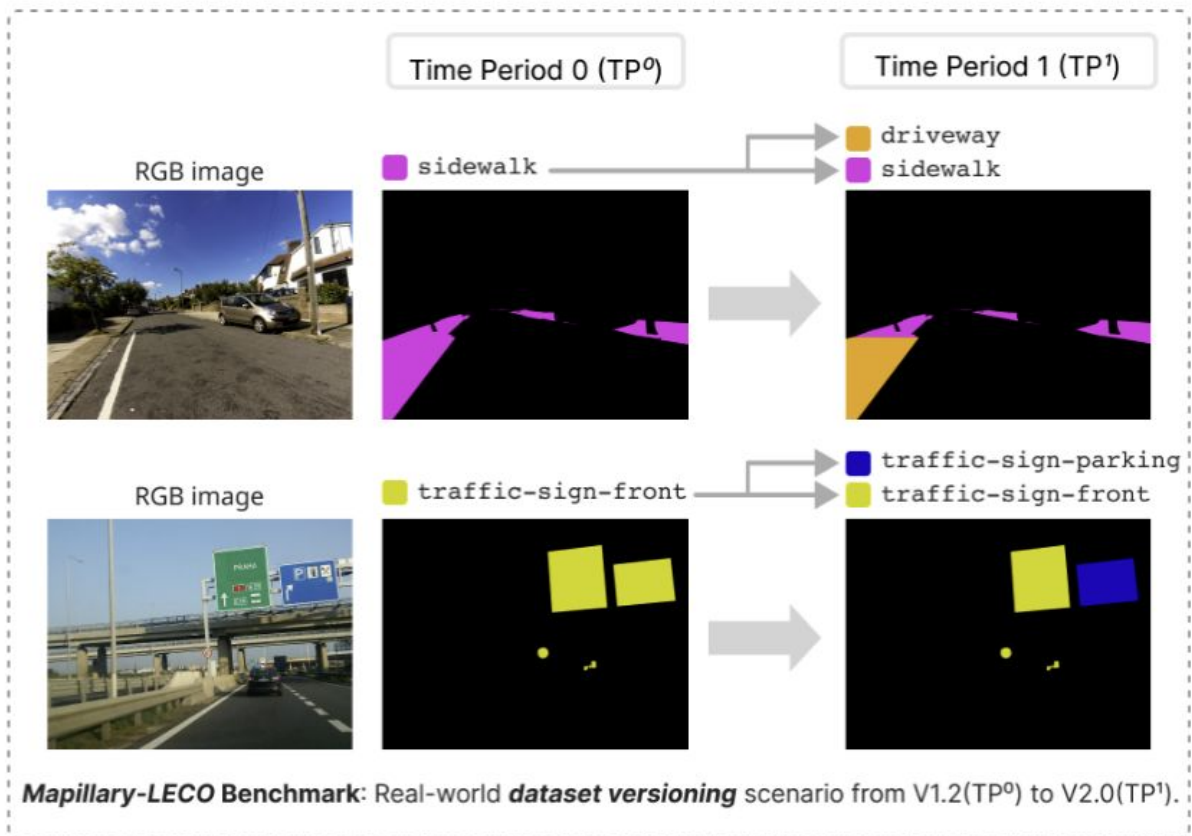 Time Period 0 (TP⁰)
Time Period 1 (TP¹)
RGB image
sidewalk
driveway
sidewalk
RGB image
traffic-sign-front
traffic-sign-parking
traffic-sign-front
PRAHA
P
Mapillary-LECO Benchmark: Real-world dataset versioning scenario from V1.2(TP⁰) to V2.0(TP¹).